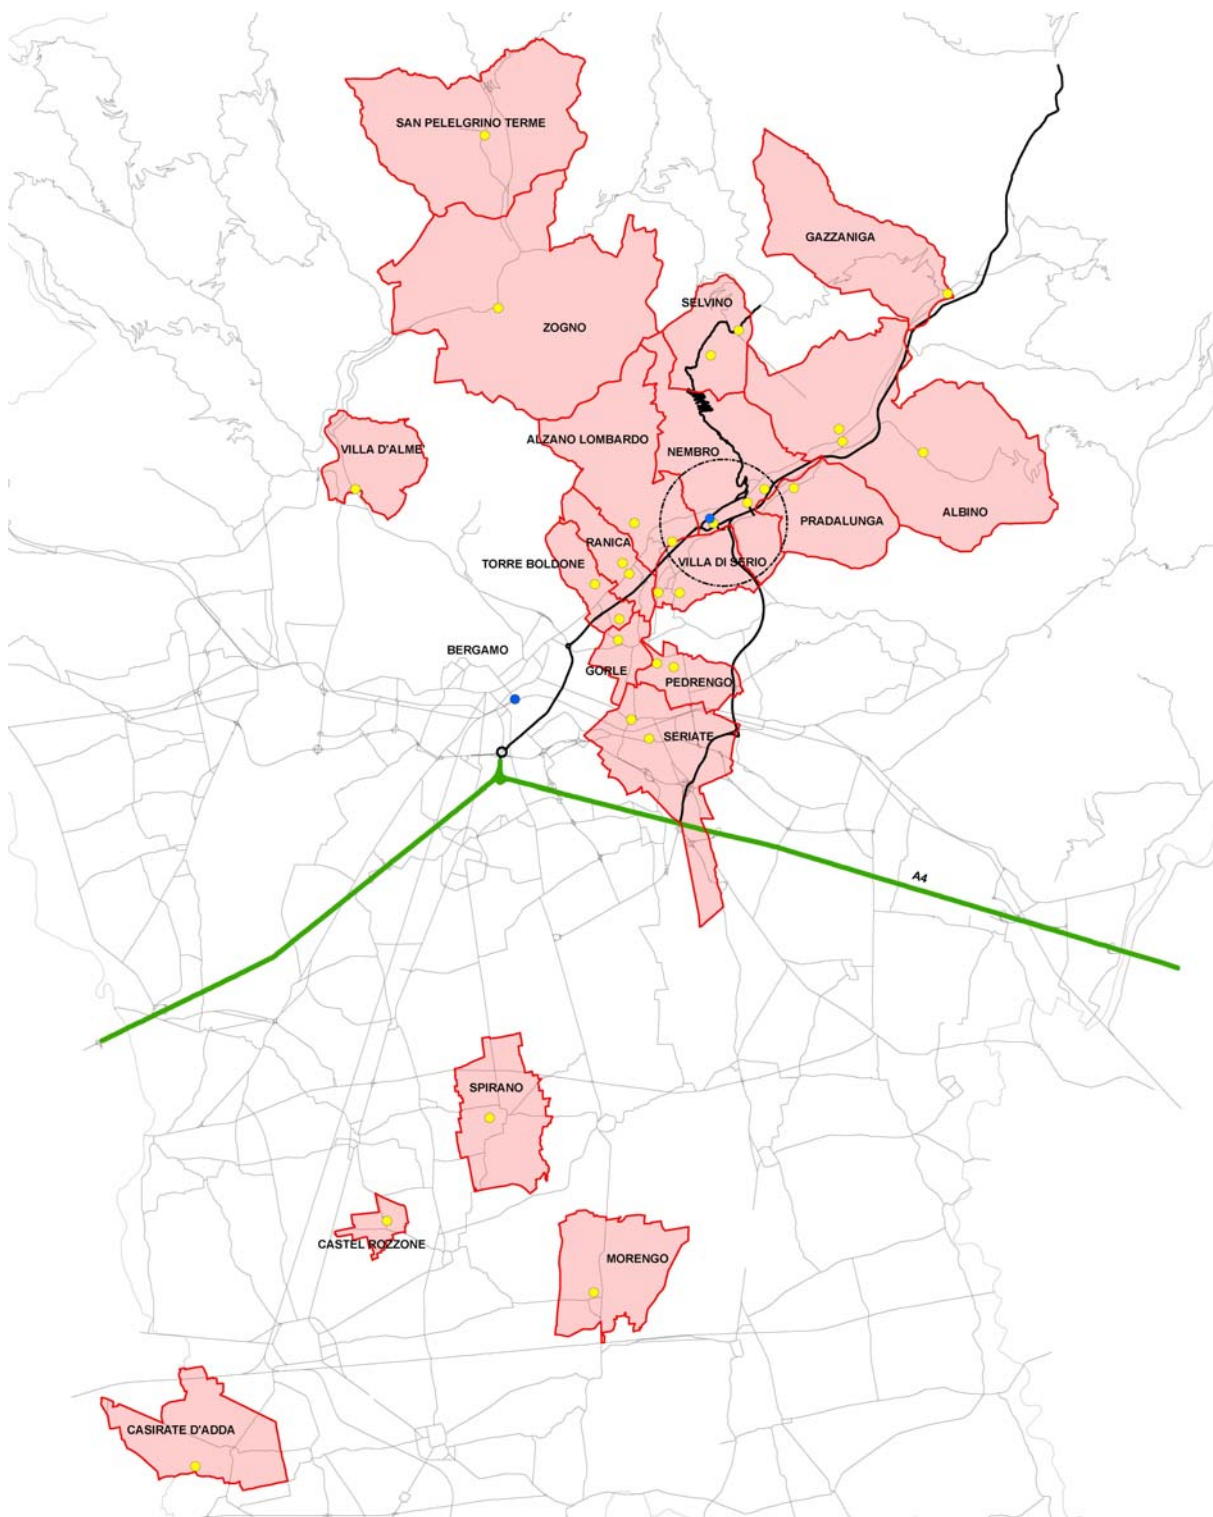 SAN PELELGRINO TERME
GAZZANIGA
SELVINO
ZOGNO
ALZANO LOMBARDO
VILLA D'ALME'
NEMBRO
ALBINO
PRADALUNGA
RANICA
TORRE BOLDONE
VILLA DI SERIO
BERGAMO
GORLE
PEDRENGO
SERIATE
A4
SPIRANO
CASTEL ROZZONE
MORENGO
CASIRATE D'ADDA